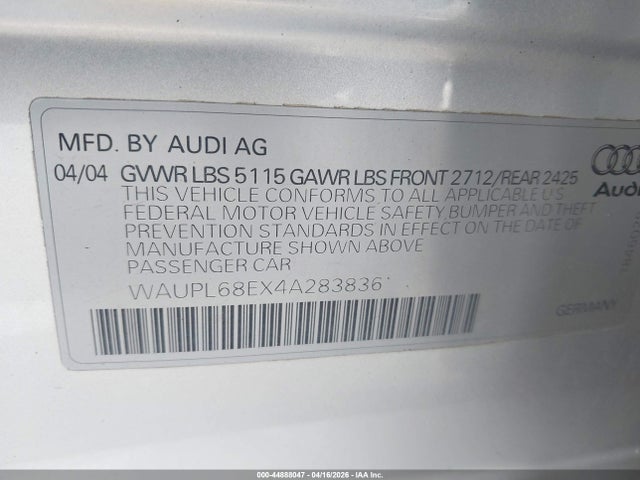 MFD. BY AUDI AG
04/04 GVWR LBS 5115 GAWR LBS FRONT 2712/REAR 2425
THIS VEHICLE CONFORMS TO ALL APPLICABLE U.S
FEDERAL MOTOR VEHICLE SAFETY, BUMPER AND THEFT
PREVENTION STANDARDS IN EFFECT ON THE DATE OF
MANUFACTURE SHOWN ABOVE
PASSENGER CAR
WAUPL68EX4A283836
Audi
GERMANY
000-44888047 - 04/16/2026 - IAA Inc.